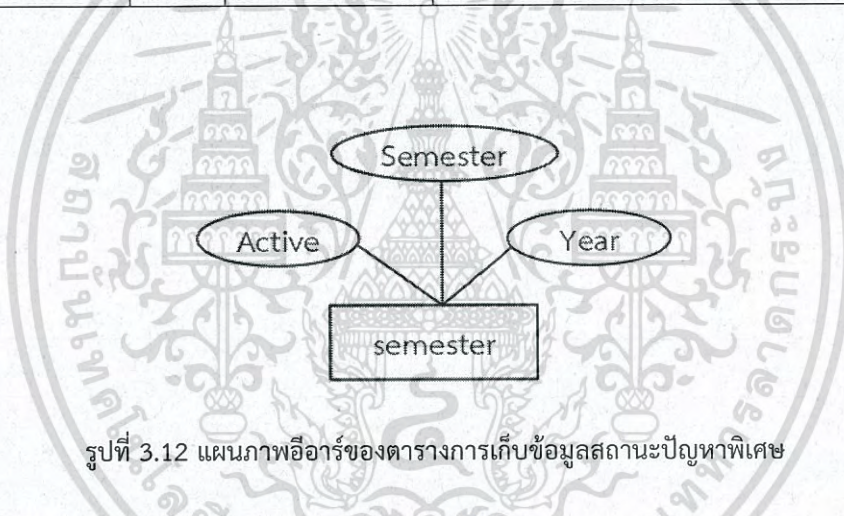 Semester
Active
Year
semester
รูปที่ 3.12 แผนภาพอีอาร์ของตารางการเก็บข้อมูลสถานะปัญหาพิเศษ